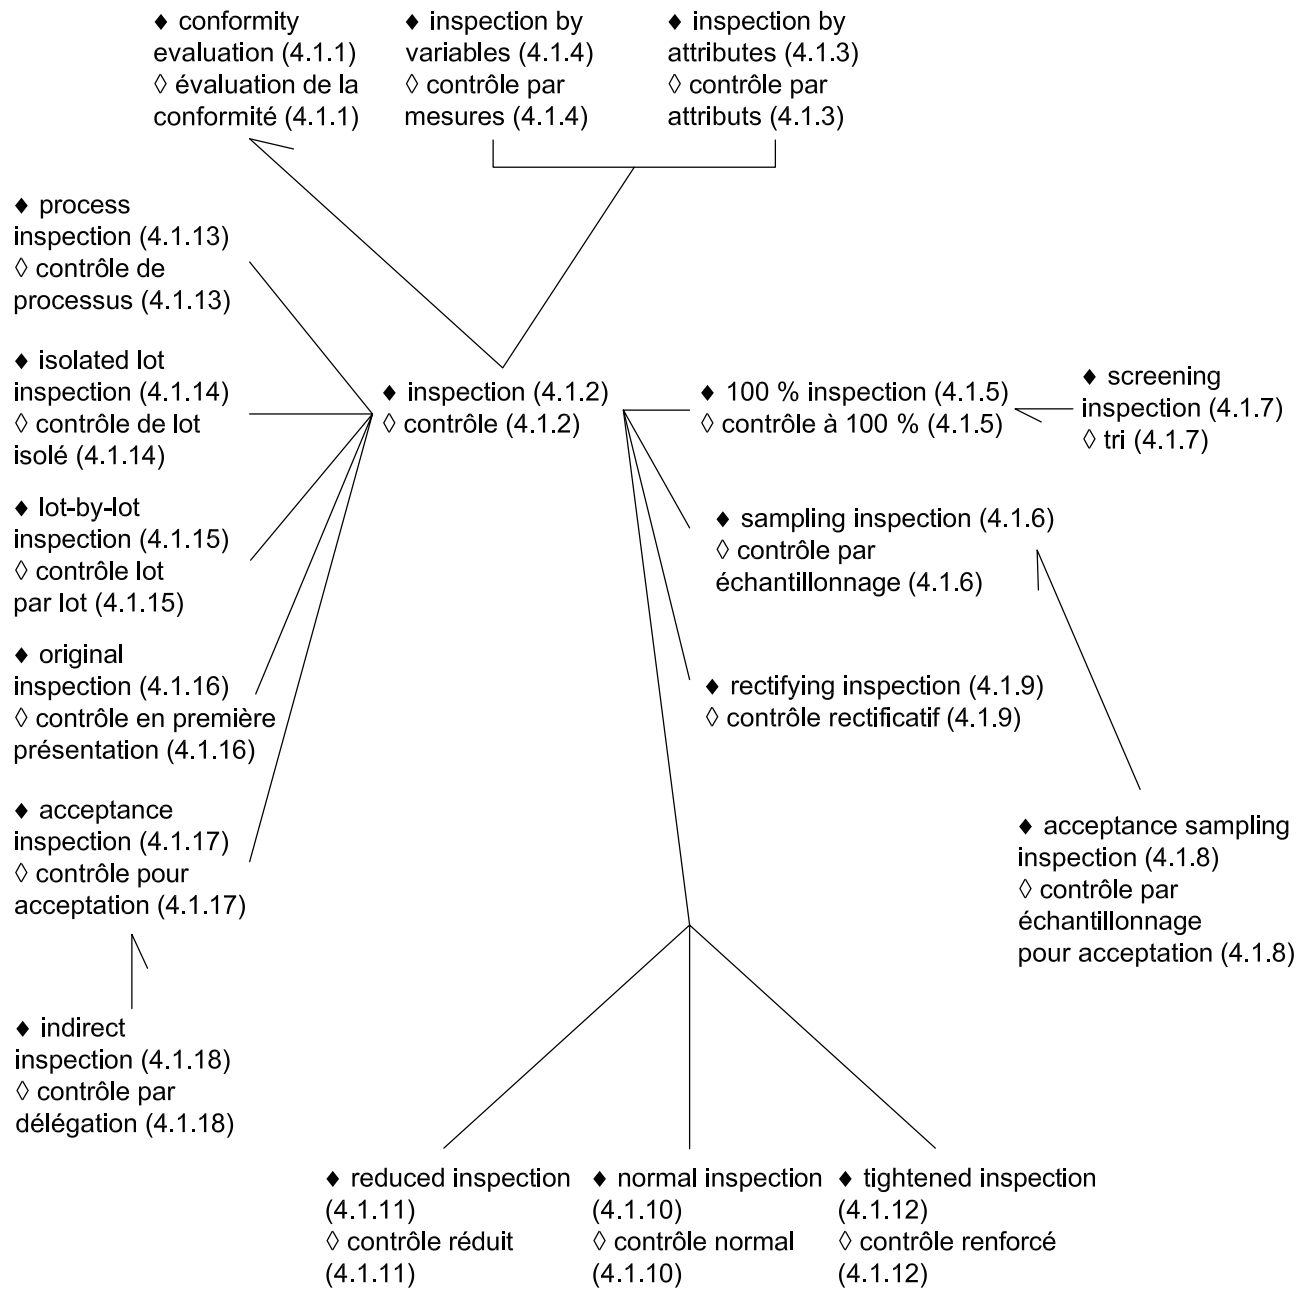 ♦ conformity
evaluation (4.1.1)
◊ évaluation de la
conformité (4.1.1)
♦ inspection by
variables (4.1.4)
◊ contrôle par
mesures (4.1.4)
♦ inspection by
attributes (4.1.3)
◊ contrôle par
attributs (4.1.3)
♦ process
inspection (4.1.13)
◊ contrôle de
processus (4.1.13)
♦ isolated lot
inspection (4.1.14)
◊ contrôle de lot
isolé (4.1.14)
♦ inspection (4.1.2)
◊ contrôle (4.1.2)
♦ 100 % inspection (4.1.5)
◊ contrôle à 100 % (4.1.5)
♦ screening
inspection (4.1.7)
◊ tri (4.1.7)
♦ lot-by-lot
inspection (4.1.15)
◊ contrôle lot
par lot (4.1.15)
♦ sampling inspection (4.1.6)
◊ contrôle par
échantillonnage (4.1.6)
♦ original
inspection (4.1.16)
◊ contrôle en première
présentation (4.1.16)
♦ rectifying inspection (4.1.9)
◊ contrôle rectificatif (4.1.9)
♦ acceptance
inspection (4.1.17)
◊ contrôle pour
acceptation (4.1.17)
♦ acceptance sampling
inspection (4.1.8)
◊ contrôle par
échantillonnage
pour acceptation (4.1.8)
♦ indirect
inspection (4.1.18)
◊ contrôle par
délégation (4.1.18)
♦ reduced inspection
(4.1.11)
◊ contrôle réduit
(4.1.11)
♦ normal inspection
(4.1.10)
◊ contrôle normal
(4.1.10)
♦ tightened inspection
(4.1.12)
◊ contrôle renforcé
(4.1.12)